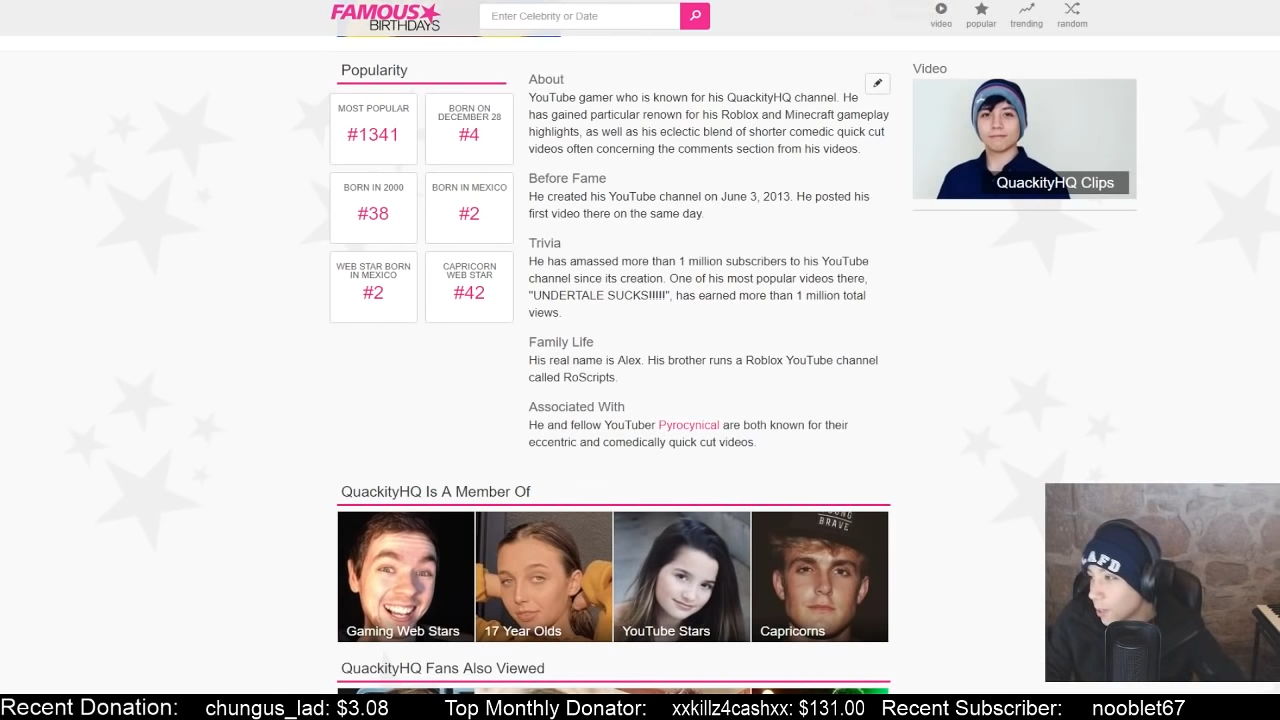 FAMOUS
BIRTHDAYS
Enter Celebrity or Date
video
popular
trending
random
Popularity
MOST POPULAR
#1341
BORN ON
DECEMBER 28
#4
BORN IN 2000
#38
BORN IN MEXICO
#2
WEB STAR BORN
IN MEXICO
#2
CAPRICORN
WEB STAR
#42
About
YouTube gamer who is known for his QuackityHQ channel. He
has gained particular renown for his Roblox and Minecraft gameplay
highlights, as well as his eclectic blend of shorter comedic quick cut
videos often concerning the comments section from his videos.
Before Fame
He created his YouTube channel on June 3, 2013. He posted his
first video there on the same day.
Trivia
He has amassed more than 1 million subscribers to his YouTube
channel since its creation. One of his most popular videos there,
"UNDERTALE SUCKS!!!!!", has earned more than 1 million total
views.
Family Life
His real name is Alex. His brother runs a Roblox YouTube channel
called RoScripts.
Associated With
He and fellow YouTuber Pyrocynical are both known for their
eccentric and comedically quick cut videos.
Video
QuackityHQ Clips
QuackityHQ Is A Member Of
Gaming Web Stars
17 Year Olds
YouTube Stars
BRAVE
Capricorns
QuackityHQ Fans Also Viewed
LAFD
Recent Donation: chungus_lad: $3.08
Top Monthly Donator: xxkillz4cashxx: $131.00
Recent Subscriber: nooblet67